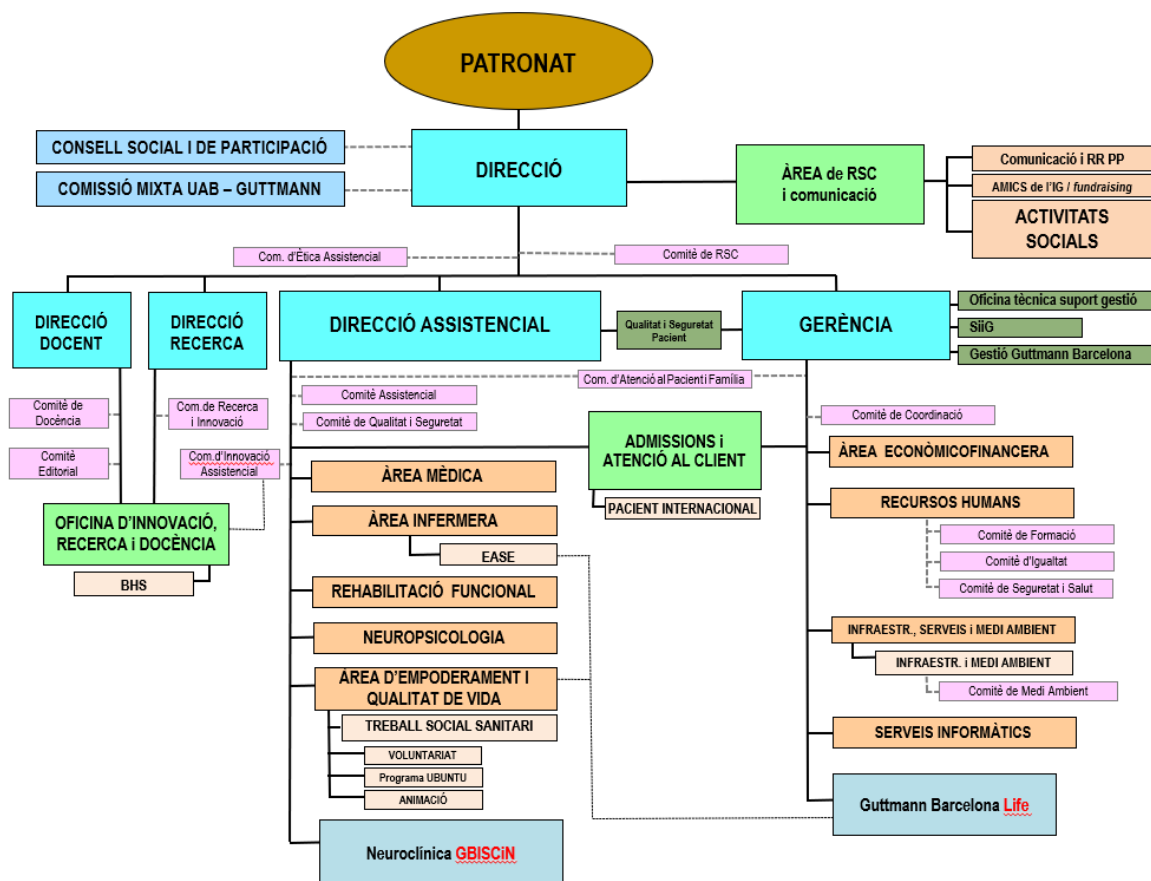 PATRONAT
CONSELL SOCIAL I DE PARTICIPACIÓ
COMISSIÓ MIXTA UAB – GUTTMANN
DIRECCIÓ
ÀREA de RSC
i comunicació
Comunicació i RR PP
AMICS de l'IG / fundraising
ACTIVITATS
SOCIALS
Com. d'Ètica Assistencial
Comitè de RSC
DIRECCIÓ
DOCENT
DIRECCIÓ
RECERCA
DIRECCIÓ ASSISTENCIAL
Qualitat i Seguretat
Pacient
GERÈNCIA
Oficina tècnica suport gestió
SiiG
Gestió Guttmann Barcelona
Com. d'Atenció al Pacient i Família
Comitè Assistencial
Comitè de Qualitat i Seguretat
Comitè de
Docència
Com.de Recerca
i Innovació
Comitè
Editorial
Com.d'Innovació
Assistencial
Comitè de Coordinació
ADMISSIONS i
ATENCIÓ AL CLIENT
PACIENT INTERNACIONAL
OFICINA D'INNOVACIÓ,
RECERCA i DOCÈNCIA
BHS
ÀREA MÈDICA
ÀREA INFERMERA
EASE
REHABILITACIÓ FUNCIONAL
NEUROPSICOLOGIA
ÀREA D'EMPODERAMENT I
QUALITAT DE VIDA
TREBALL SOCIAL SANITARI
VOLUNTARIAT
Programa UBUNTU
ANIMACIÓ
Neuroclínica GBISCiN
ÀREA ECONÒMICOFINANCERA
RECURSOS HUMANS
Comitè de Formació
Comitè d'Igualtat
Comitè de Seguretat i Salut
INFRAESTR., SERVEIS i MEDI AMBIENT
INFRAESTR. i MEDI AMBIENT
Comitè de Medi Ambient
SERVEIS INFORMÀTICS
Guttmann Barcelona Life